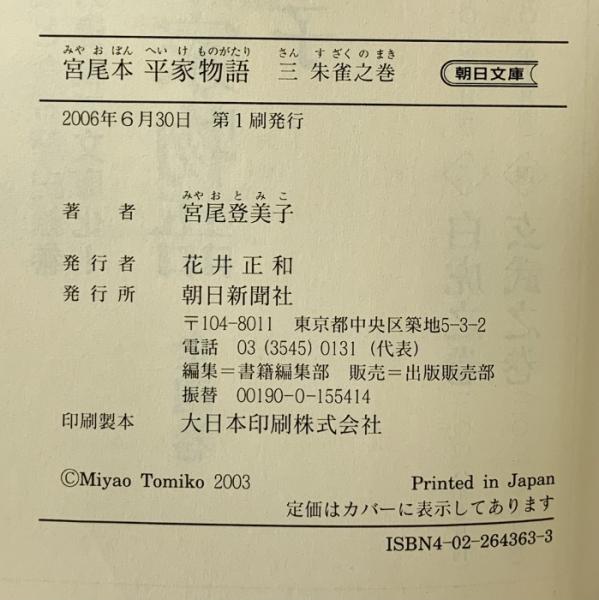 みやおぼん へいけものがたり さん すざくのまき
宮尾本 平家物語 三 朱雀之巻 朝日文庫
2006年6月30日 第1刷発行
みやおとみこ
著者 宮尾登美子
発行者 花井正和
発行所 朝日新聞社
〒104-8011 東京都中央区築地5-3-2
電話 03(3545)0131(代表)
編集=書籍編集部 販売=出版販売部
振替 00190-0-155414
印刷製本 大日本印刷株式会社
©Miyao Tomiko 2003 Printed in Japan
定価はカバーに表示してあります
ISBN4-02-264363-3